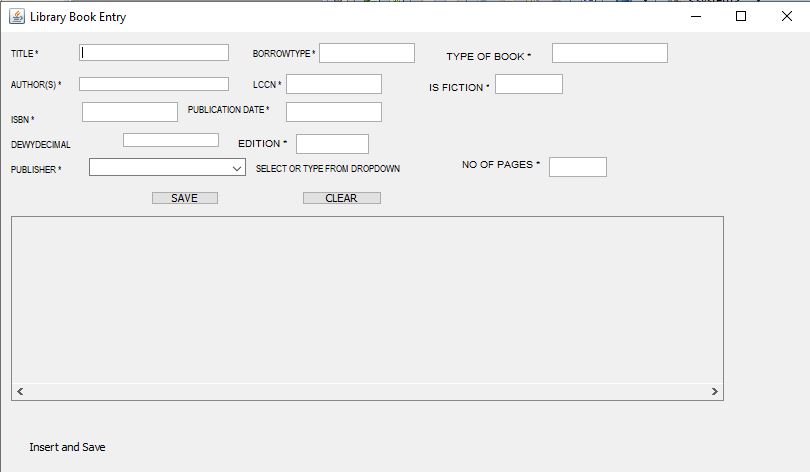 Library Book Entry
TITLE * BORROWTYPE * TYPE OF BOOK *
AUTHOR(S) * LCCN * IS FICTION *
ISBN * PUBLICATION DATE *
DEWYDECIMAL EDITION *
PUBLISHER * SELECT OR TYPE FROM DROPDOWN NO OF PAGES *
SAVE CLEAR
Insert and Save